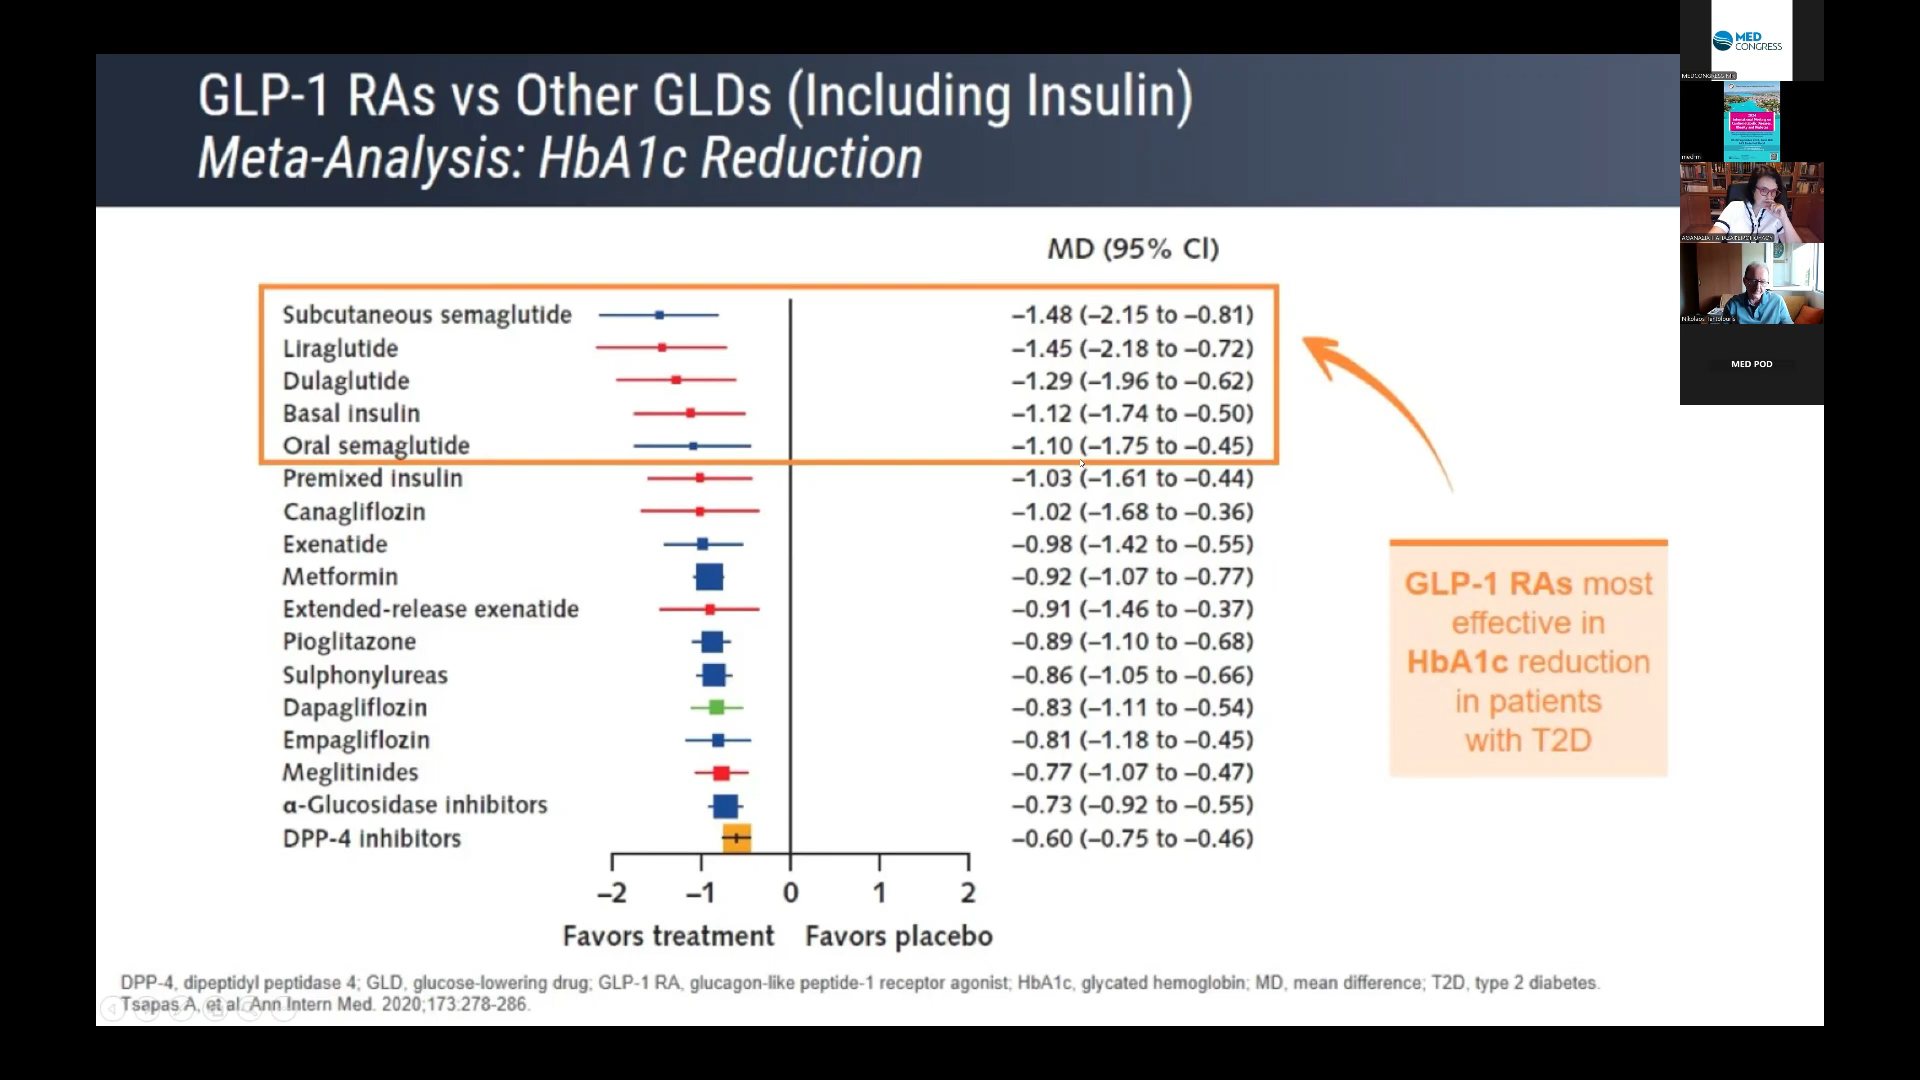 GLP-1 RAs vs Other GLDs (Including Insulin)
Meta-Analysis: HbA1c Reduction
MD (95% CI)
Subcutaneous semaglutide −1.48 (−2.15 to −0.81)
Liraglutide −1.45 (−2.18 to −0.72)
Dulaglutide −1.29 (−1.96 to −0.62)
Basal insulin −1.12 (−1.74 to −0.50)
Oral semaglutide −1.10 (−1.75 to −0.45)
Premixed insulin −1.03 (−1.61 to −0.44)
Canagliflozin −1.02 (−1.68 to −0.36)
Exenatide −0.98 (−1.42 to −0.55)
Metformin −0.92 (−1.07 to −0.77)
Extended-release exenatide −0.91 (−1.46 to −0.37)
Pioglitazone −0.89 (−1.10 to −0.68)
Sulphonylureas −0.86 (−1.05 to −0.66)
Dapagliflozin −0.83 (−1.11 to −0.54)
Empagliflozin −0.81 (−1.18 to −0.45)
Meglitinides −0.77 (−1.07 to −0.47)
α-Glucosidase inhibitors −0.73 (−0.92 to −0.55)
DPP-4 inhibitors −0.60 (−0.75 to −0.46)
−2 −1 0 1 2
Favors treatment Favors placebo
GLP-1 RAs most
effective in
HbA1c reduction
in patients
with T2D
DPP-4, dipeptidyl peptidase 4; GLD, glucose-lowering drug; GLP-1 RA, glucagon-like peptide-1 receptor agonist; HbA1c, glycated hemoglobin; MD, mean difference; T2D, type 2 diabetes.
Tsapas A, et al. Ann Intern Med. 2020;173:278-286.
MED
CONGRESS
Nikolaos
MED POD